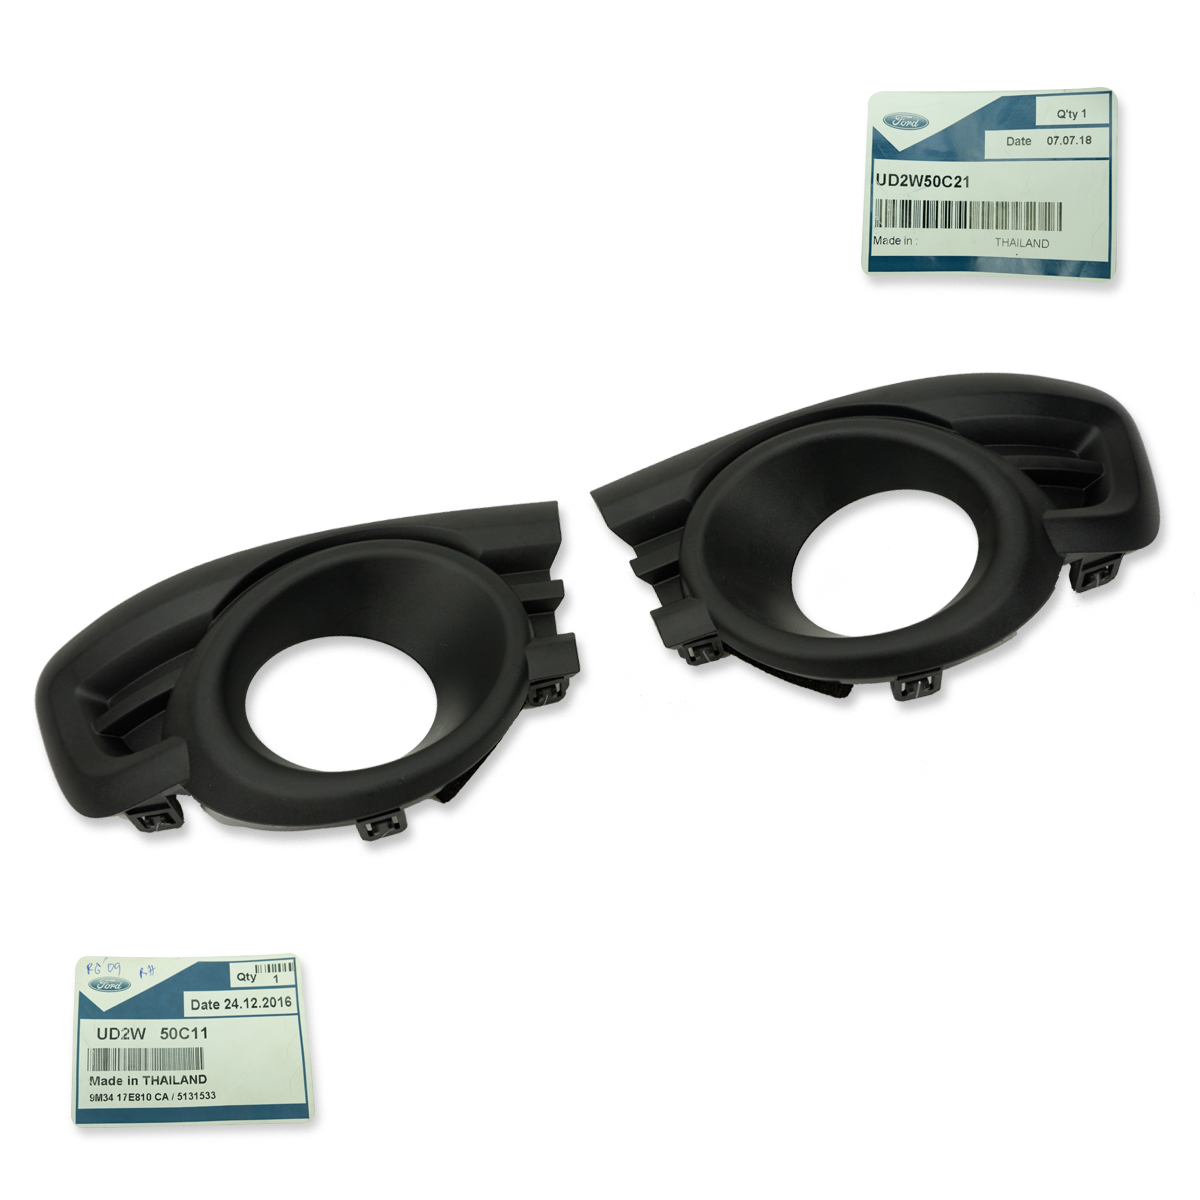 Ford
Q'ty 1
Date 07.07.18
UD2W50C21
Made in : THAILAND
RG'09 RH
Ford
Qty 1
Date 24.12.2016
UD2W 50C11
Made in THAILAND
9M34 17E810 CA / 5131533